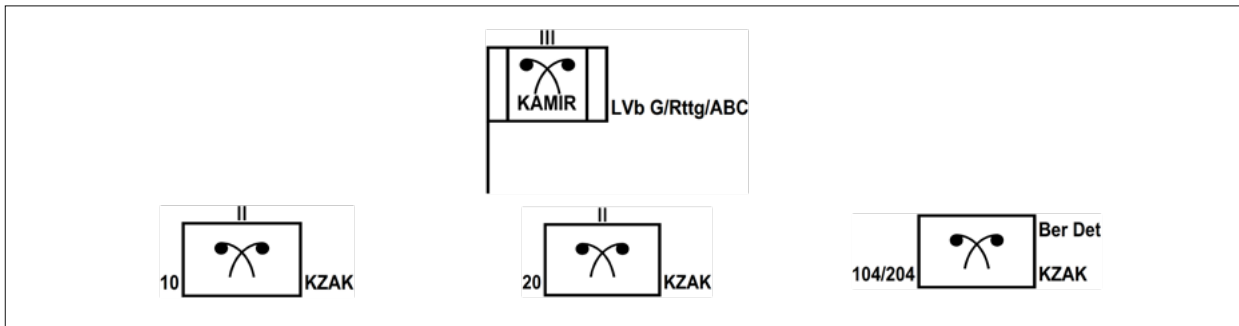 III
KAMIR
LVb G/Rttg/ABC
II
10 KZAK
II
20 KZAK
Ber Det
104/204 KZAK